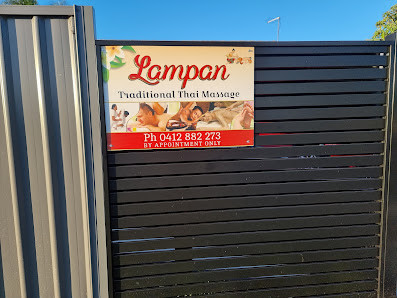 Lampan
Traditional Thai Massage
Ph 0412 882 273
BY APPOINTMENT ONLY